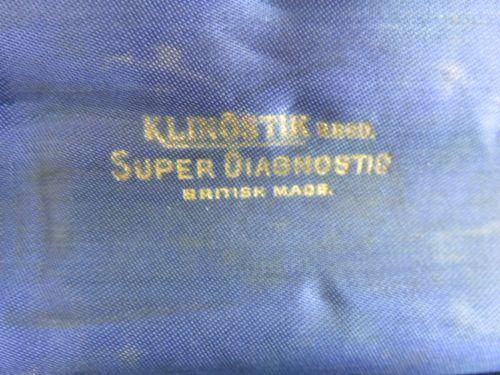 KLINOSTIK REGD.
SUPER DIAGNOSTIC
BRITISH MADE.